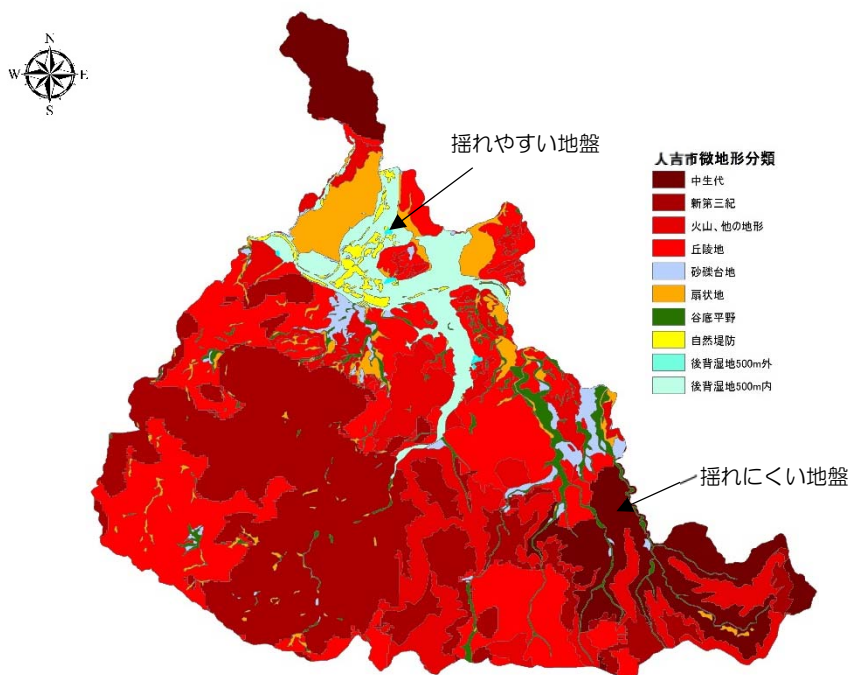 N
W E
S
揺れやすい地盤
人吉市微地形分類
中生代
新第三紀
火山、他の地形
丘陵地
砂礫台地
扇状地
谷底平野
自然堤防
後背湿地500m外
後背湿地500m内
揺れにくい地盤